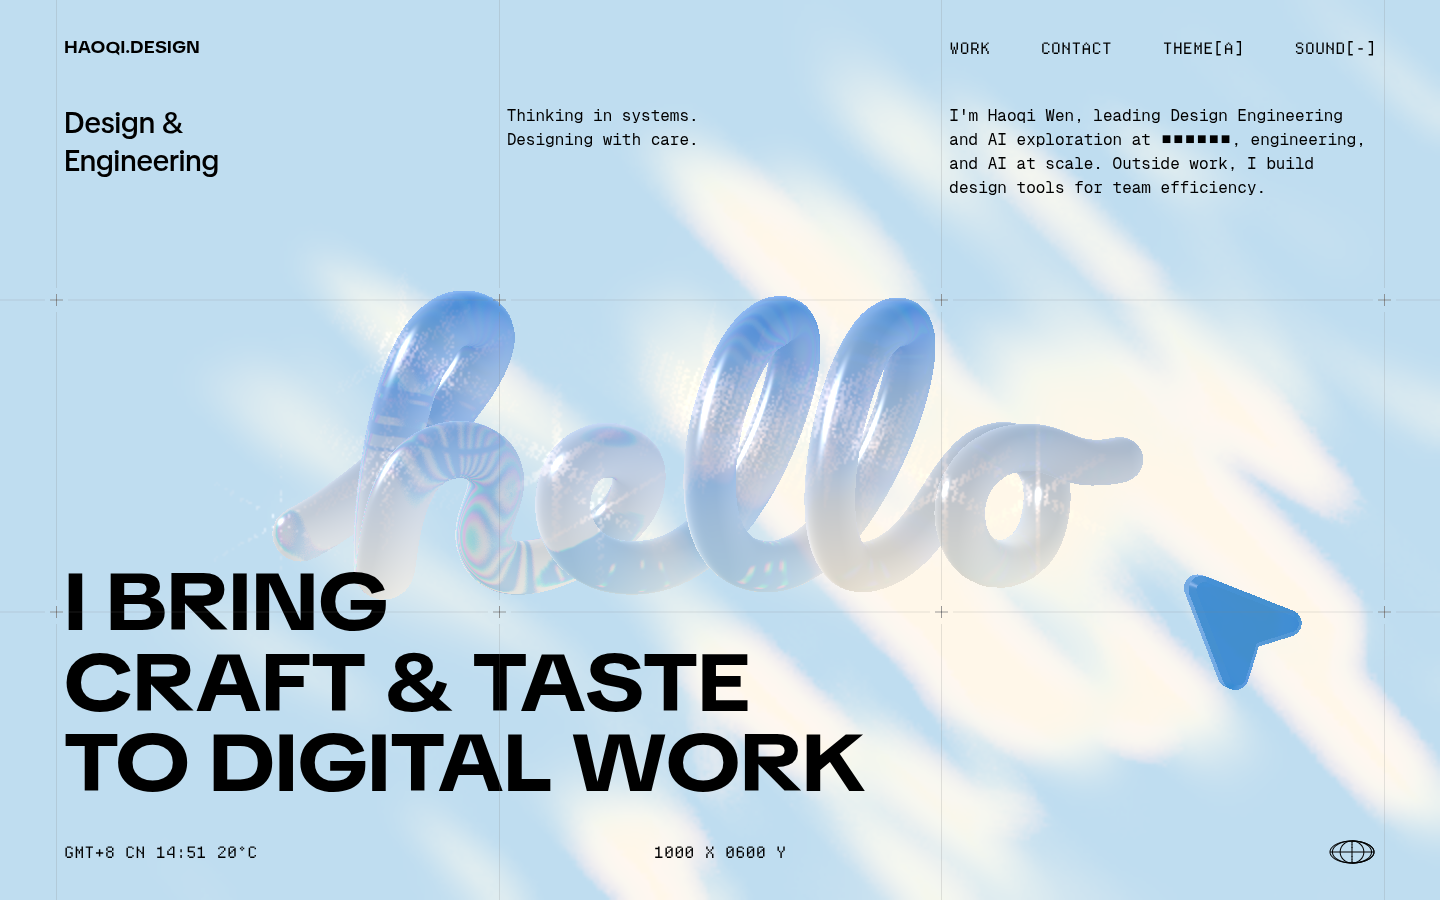 HAOQI.DESIGN
WORK CONTACT THEME[A] SOUND[-]
Design &
Engineering
Thinking in systems.
Designing with care.
I'm Haoqi Wen, leading Design Engineering
and AI exploration at ■■■■■■, engineering,
and AI at scale. Outside work, I build
design tools for team efficiency.
hello
I BRING
CRAFT & TASTE
TO DIGITAL WORK
GMT+8 CN 14:51 20°C
1000 X 0600 Y